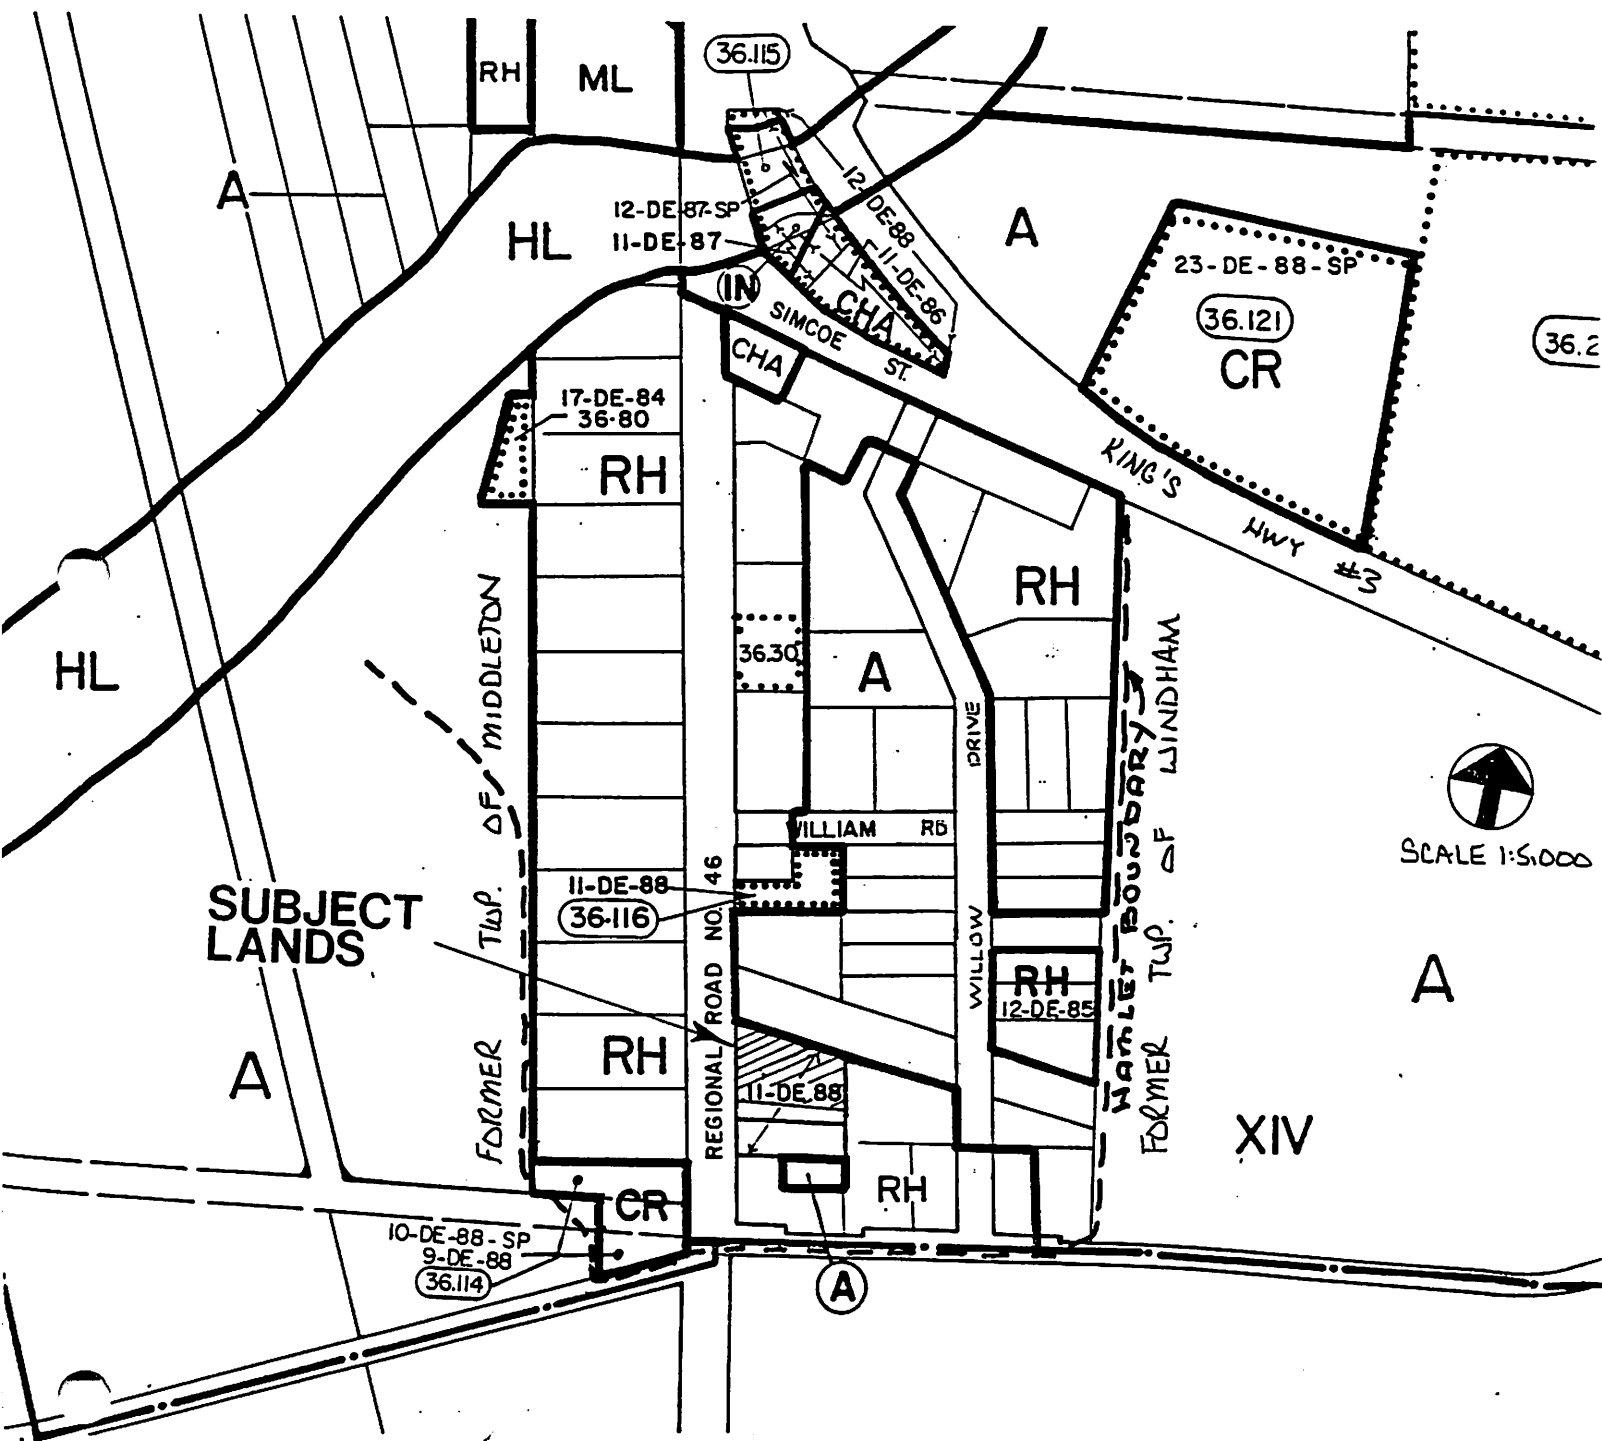 36.115
RH
ML
A
12-DE-88
12-DE-87-SP
A
HL
11-DE-87
11-DE-86
23-DE-88-SP
IN
CHA
SIMCOE ST.
36.121
36.2
CHA
CR
17-DE-84
36.80
RH
KING'S HWY #3
RH
HL
36.30
A
FORMER TWP. OF MIDDLETON
DRIVE
WILLOW
HAMLET BOUNDARY
FORMER TWP. OF WINDHAM
WILLIAM RD
SCALE 1:5,000
11-DE-88
36.116
SUBJECT
LANDS
REGIONAL ROAD NO. 46
RH
12-DE-85
A
RH
A
11-DE-88
XIV
CR
RH
10-DE-88-SP
9-DE-88
36.114
A